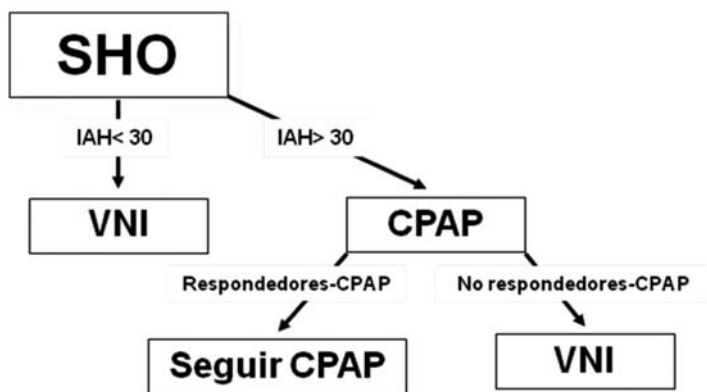 SHO
IAH< 30
IAH> 30
VNI
CPAP
Respondedores-CPAP
No respondedores-CPAP
Seguir CPAP
VNI